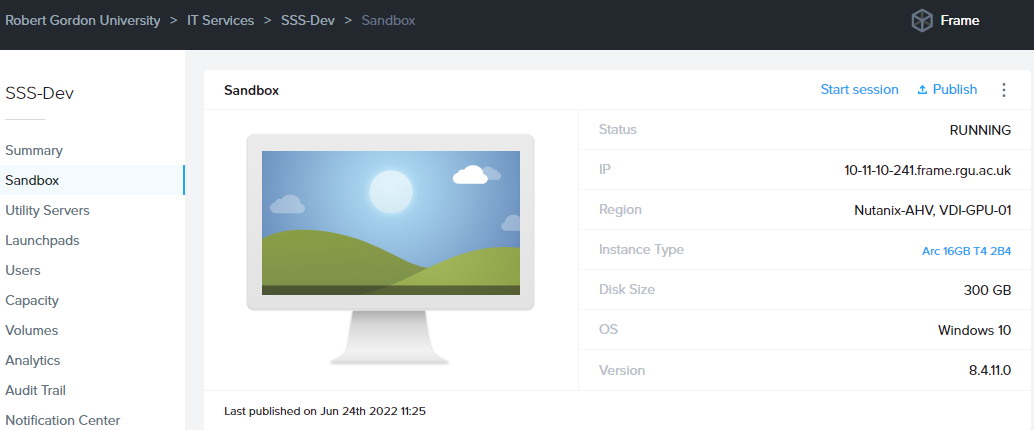 Robert Gordon University > IT Services > SSS-Dev > Sandbox
Frame
SSS-Dev
Summary
Sandbox
Utility Servers
Launchpads
Users
Capacity
Volumes
Analytics
Audit Trail
Notification Center
Sandbox
Start session
Publish
Status RUNNING
IP 10-11-10-241.frame.rgu.ac.uk
Region Nutanix-AHV, VDI-GPU-01
Instance Type Arc 16GB T4 2B4
Disk Size 300 GB
OS Windows 10
Version 8.4.11.0
Last published on Jun 24th 2022 11:25